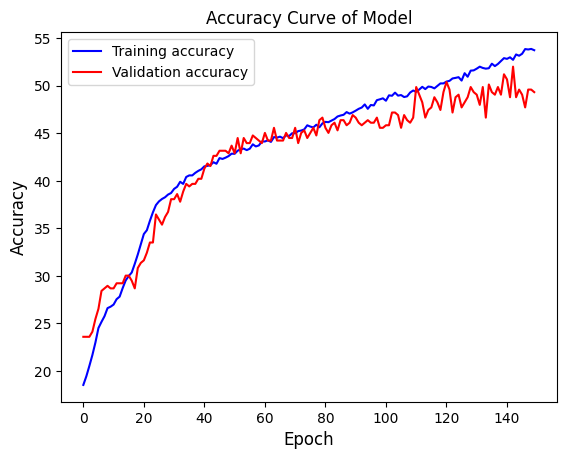 Accuracy Curve of Model
Training accuracy
Validation accuracy
55
50
45
40
35
30
25
20
Accuracy
0 20 40 60 80 100 120 140
Epoch